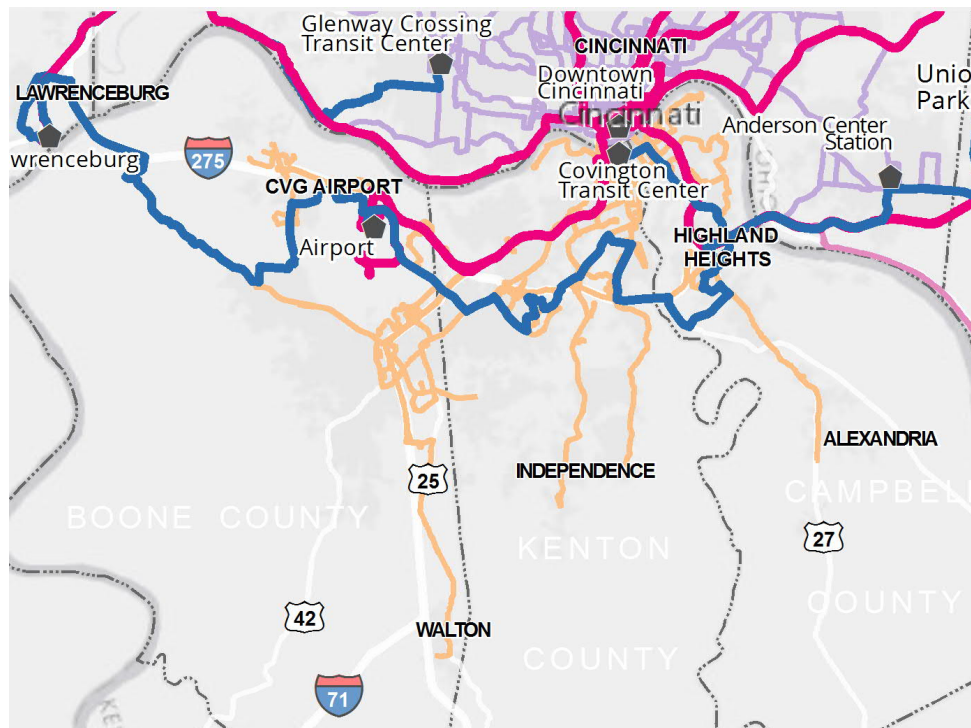 Glenway Crossing
Transit Center
CINCINNATI
Downtown
Cincinnati
Cincinnati
Unio
Park
LAWRENCEBURG
wrenceburg
275
Anderson Center
Station
CVG AIRPORT
Covington
Transit Center
Airport
HIGHLAND
HEIGHTS
ALEXANDRIA
INDEPENDENCE
25
CAMPBELL
BOONE COUNTY
KENTON
27
COUNTY
42
WALTON
COUNTY
71